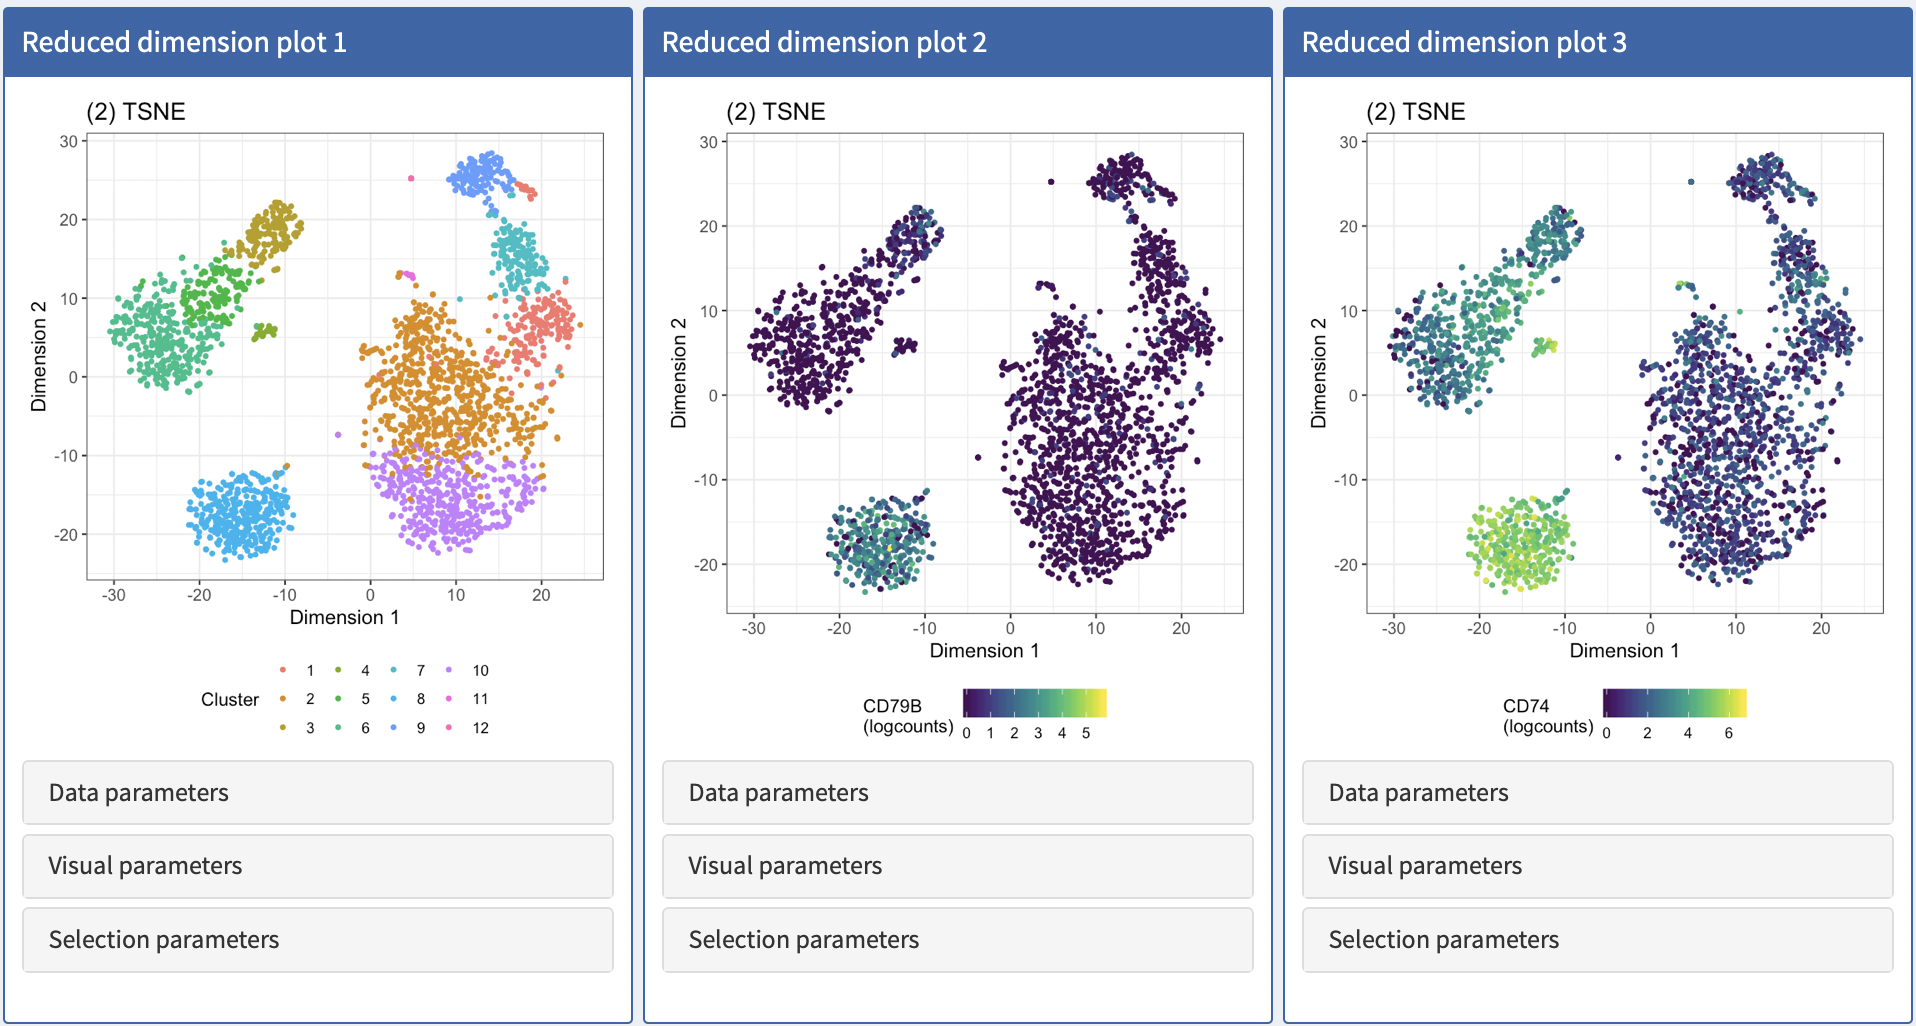 Reduced dimension plot 1
(2) TSNE
30
20
10
0
-10
-20
Dimension 2
-30 -20 -10 0 10 20
Dimension 1
Cluster
1 4 7 10
2 5 8 11
3 6 9 12
Data parameters
Visual parameters
Selection parameters
Reduced dimension plot 2
(2) TSNE
30
20
10
0
-10
-20
Dimension 2
-30 -20 -10 0 10 20
Dimension 1
CD79B
(logcounts)
0 1 2 3 4 5
Data parameters
Visual parameters
Selection parameters
Reduced dimension plot 3
(2) TSNE
30
20
10
0
-10
-20
Dimension 2
-30 -20 -10 0 10 20
Dimension 1
CD74
(logcounts)
0 2 4 6
Data parameters
Visual parameters
Selection parameters